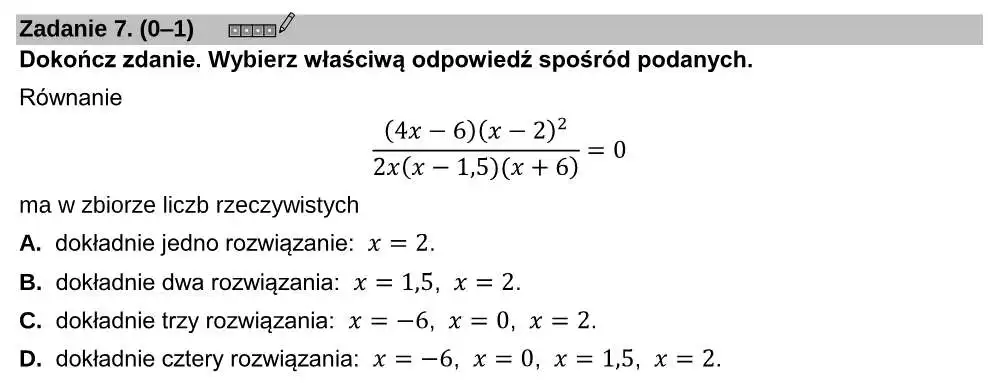 Zadanie 7. (0–1)
Dokończ zdanie. Wybierz właściwą odpowiedź spośród podanych.
Równanie
(4x − 6)(x − 2)²
2x(x − 1,5)(x + 6) = 0
ma w zbiorze liczb rzeczywistych
A. dokładnie jedno rozwiązanie: x = 2.
B. dokładnie dwa rozwiązania: x = 1,5, x = 2.
C. dokładnie trzy rozwiązania: x = −6, x = 0, x = 2.
D. dokładnie cztery rozwiązania: x = −6, x = 0, x = 1,5, x = 2.